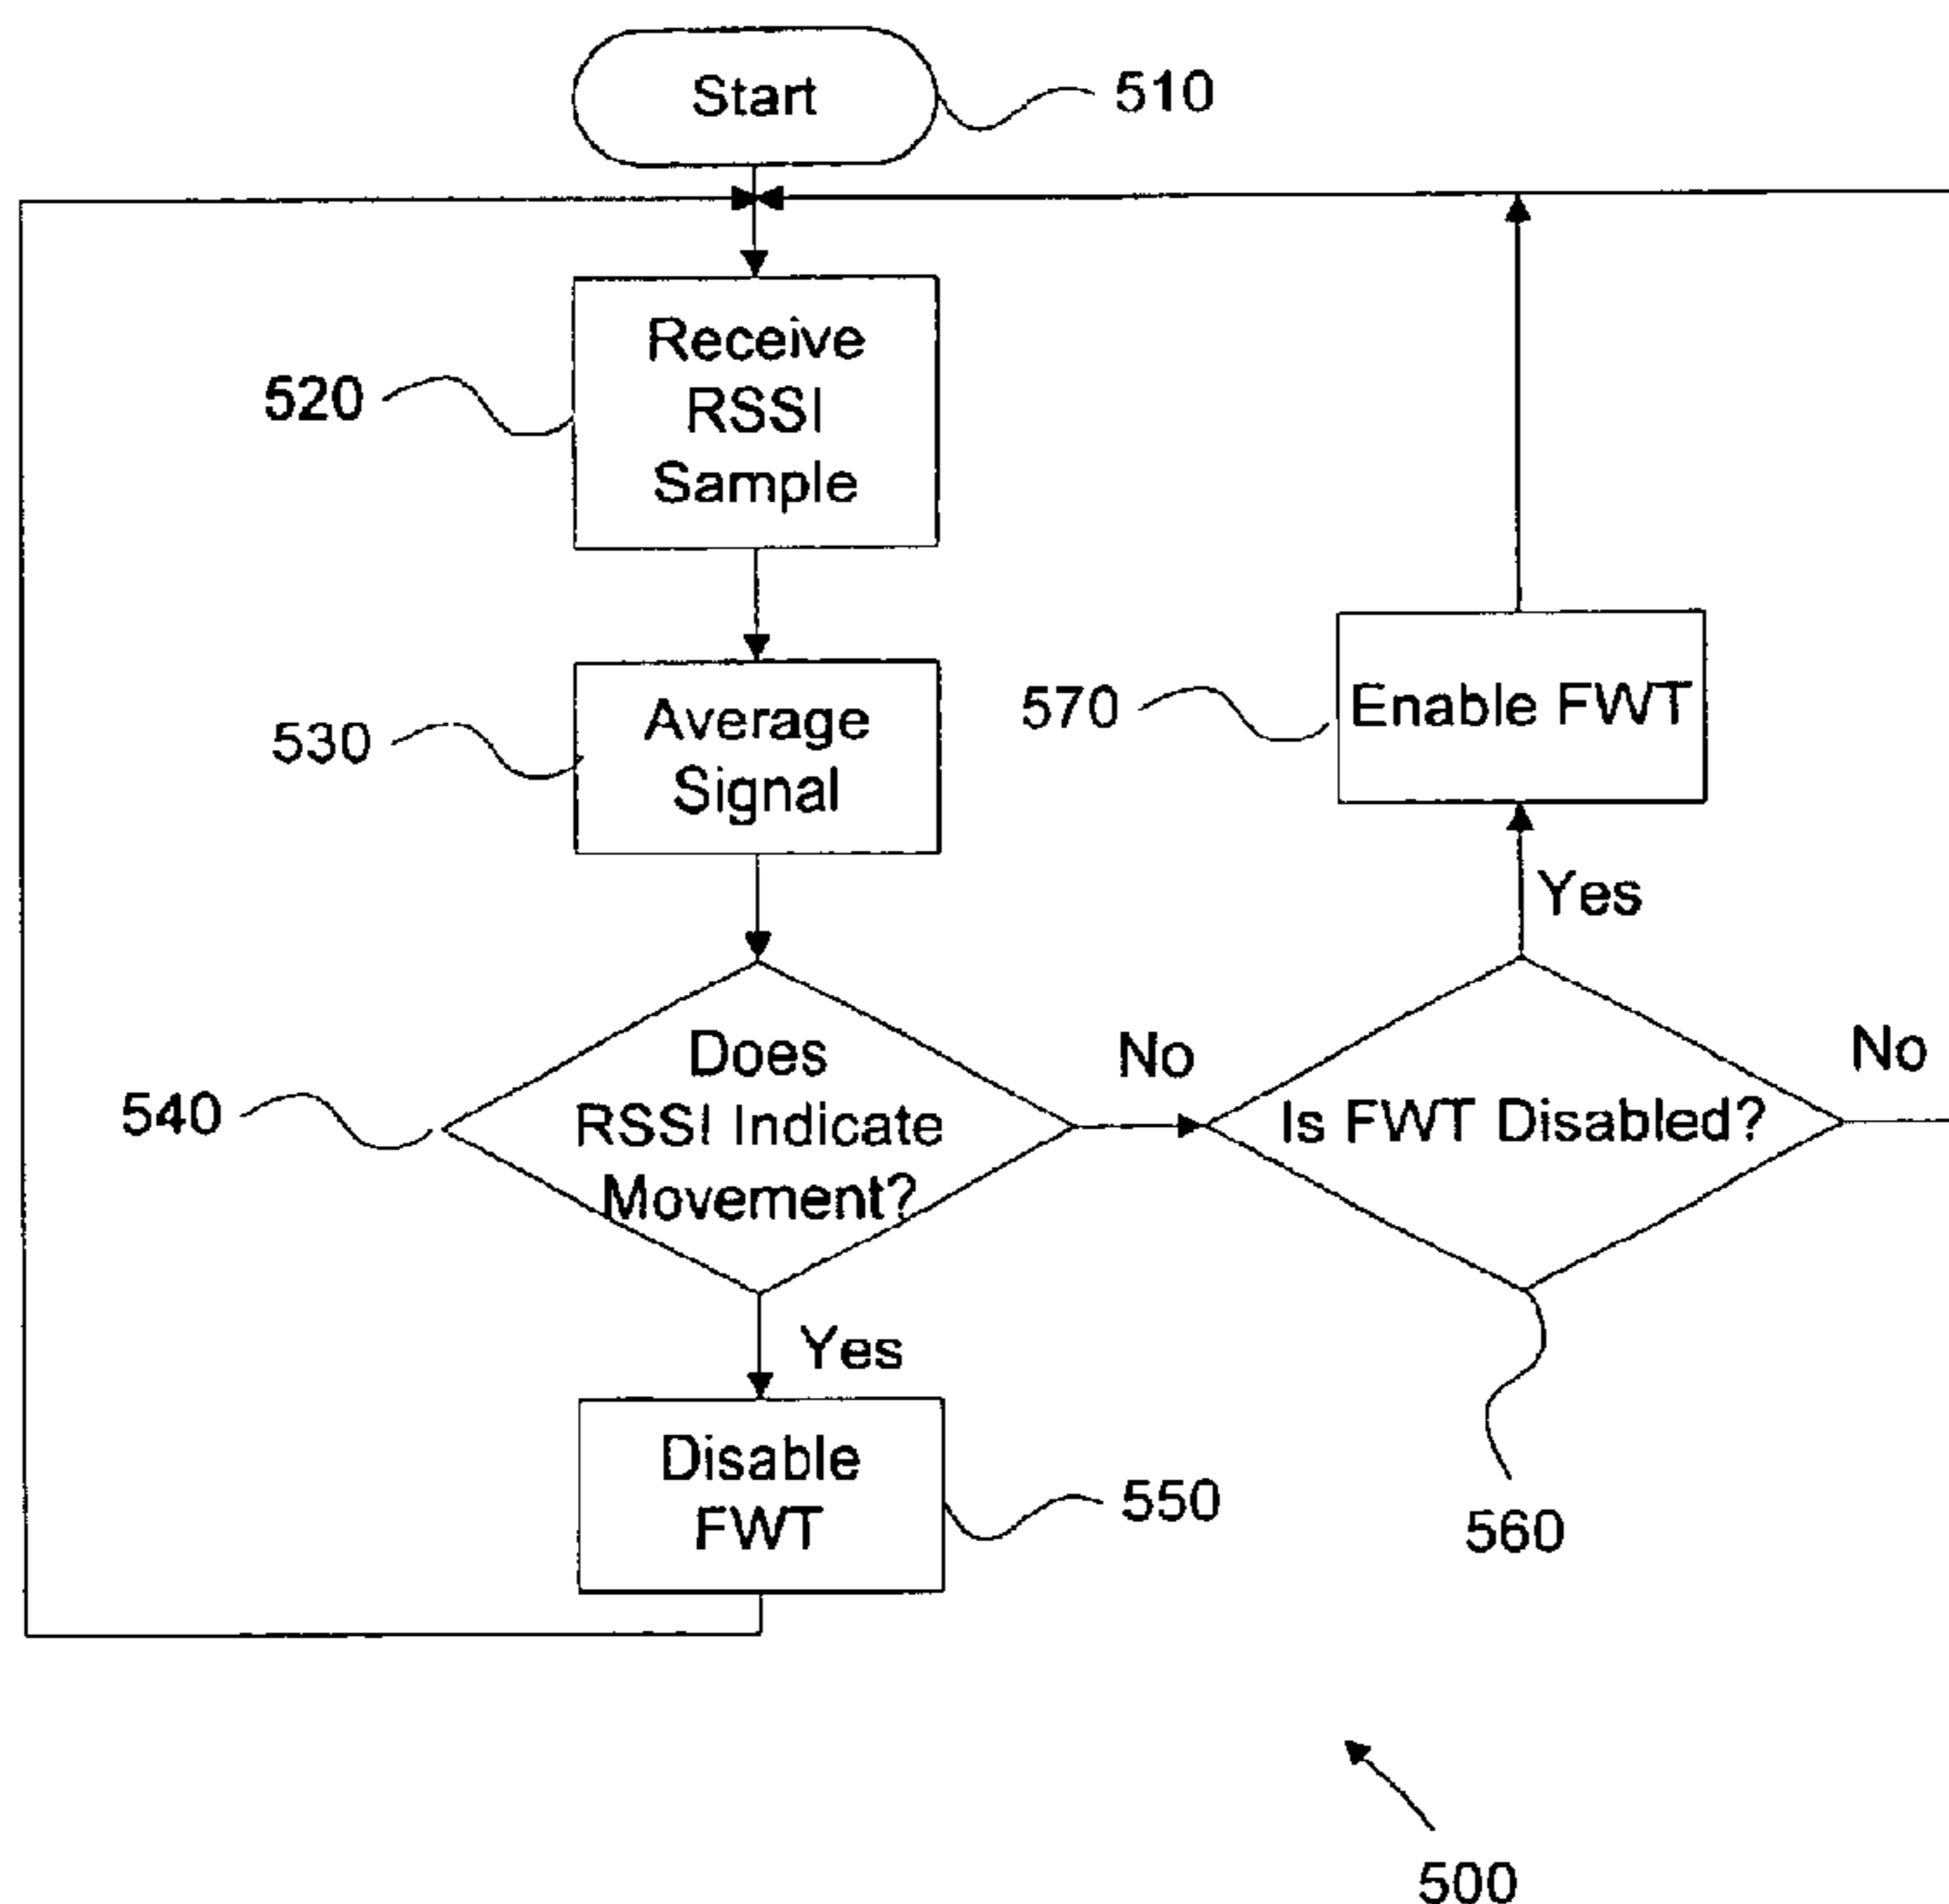 Start
510
Receive
RSSI
Sample
520
Average
Signal
530
570
Enable FWT
Yes
Does
RSSI Indicate
Movement?
540
No
Is FWT Disabled?
No
Yes
Disable
FWT
550
560
500